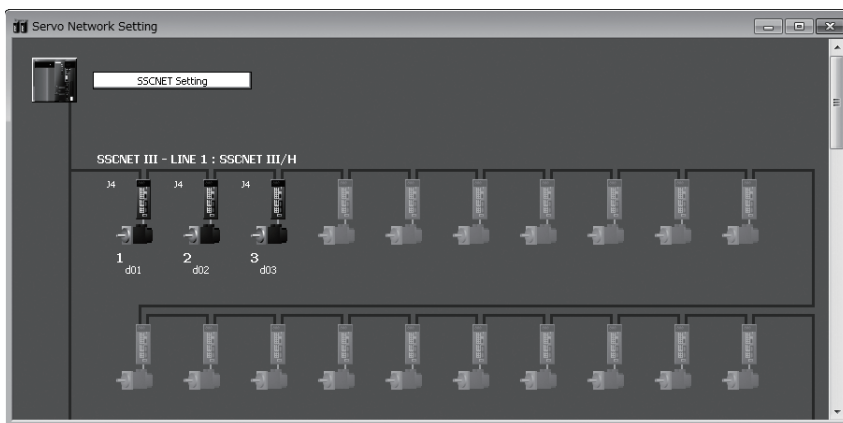 Servo Network Setting
SSCNET Setting
SSCNET III - LINE 1 : SSCNET III/H
J4 J4 J4
1 2 3
d01 d02 d03